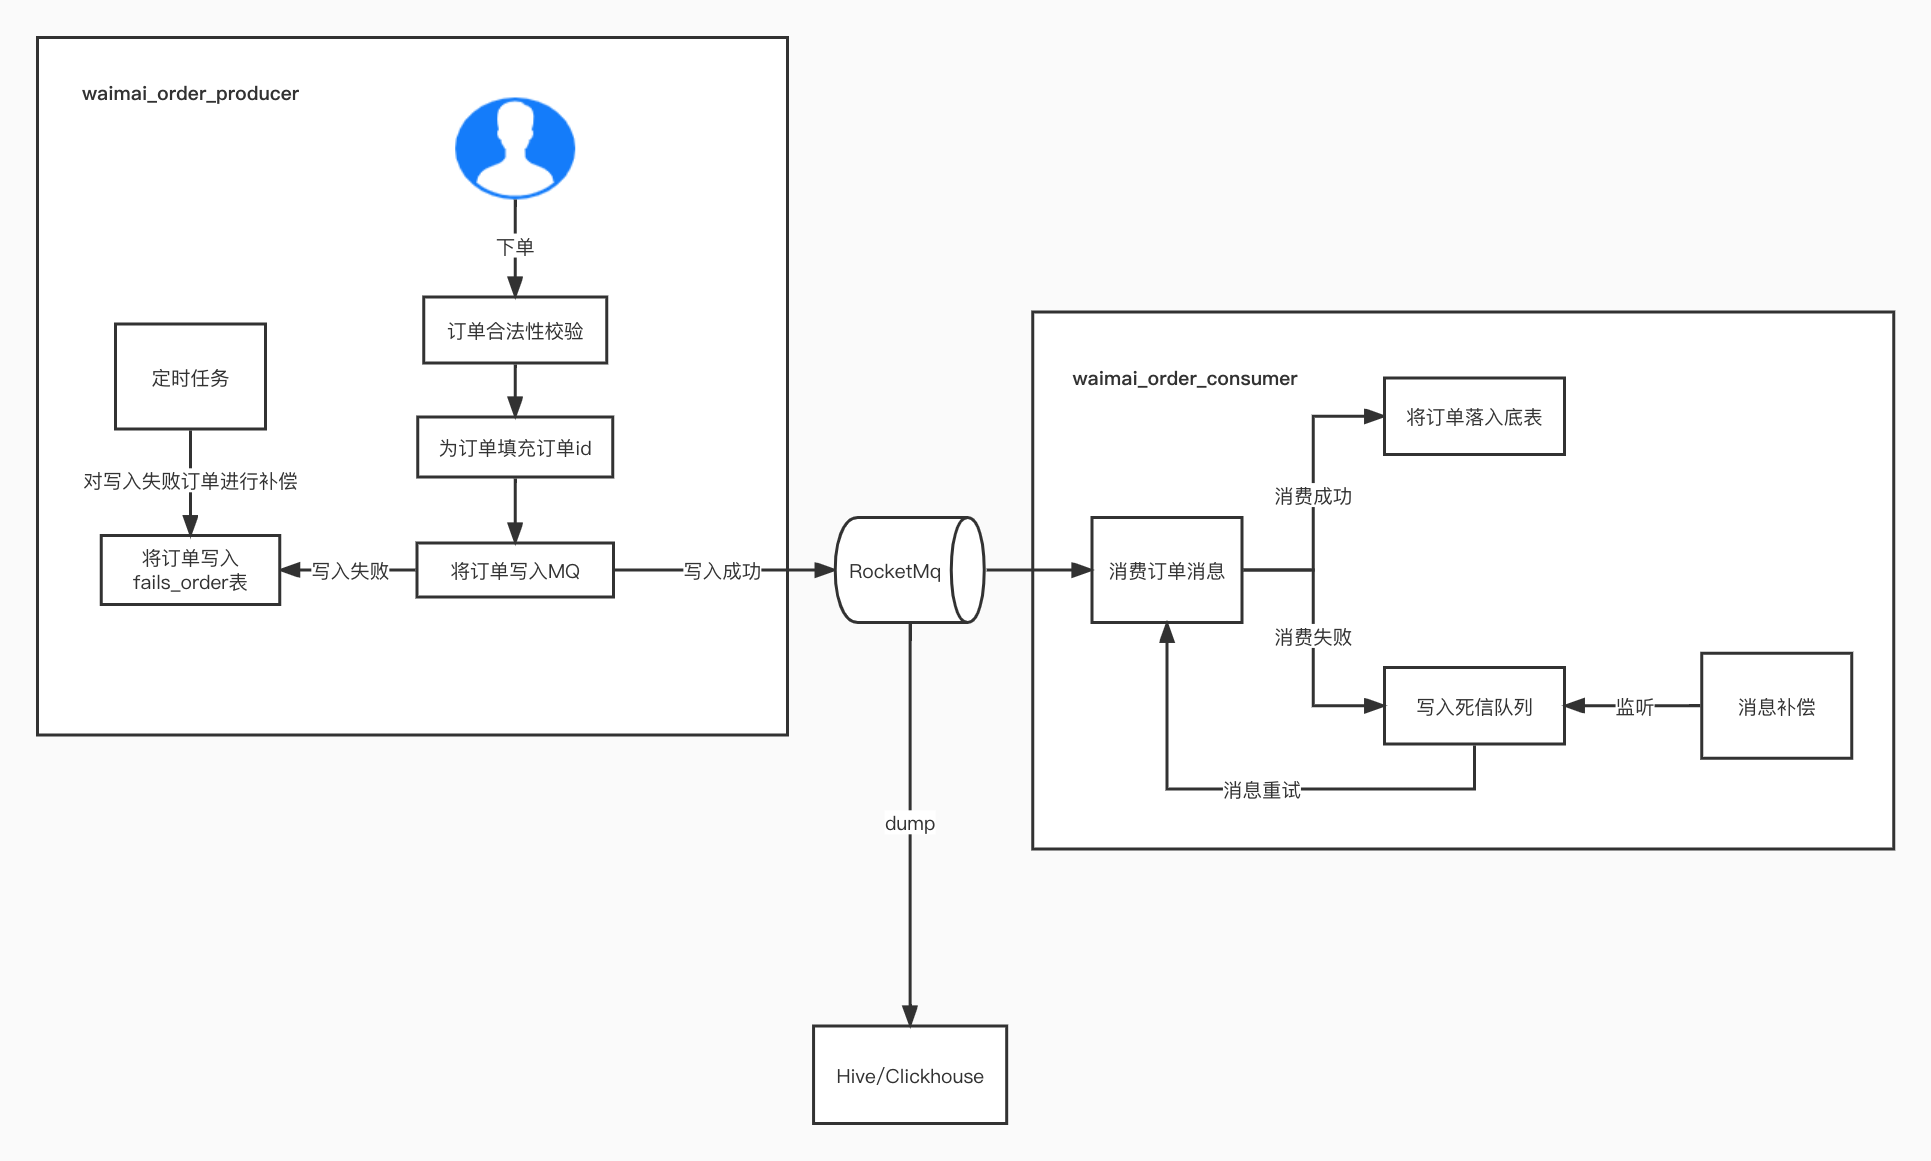 waimai_order_producer
下单
订单合法性校验
定时任务
为订单填充订单id
对写入失败订单进行补偿
将订单写入
fails_order表
写入失败
将订单写入MQ
写入成功
RocketMq
dump
Hive/Clickhouse
waimai_order_consumer
将订单落入底表
消费成功
消费订单消息
消费失败
写入死信队列
监听
消息补偿
消息重试